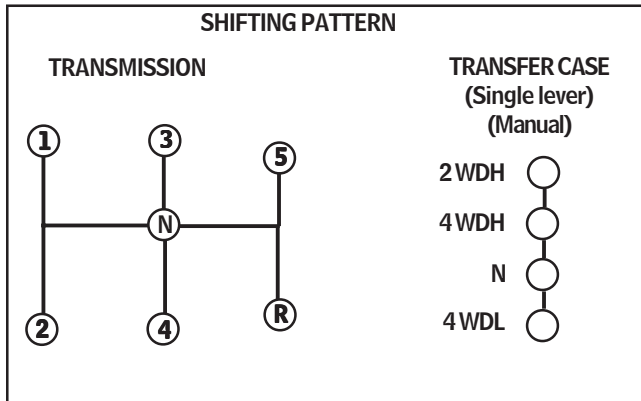 SHIFTING PATTERN
TRANSMISSION
1 3 5
N
2 4 R
TRANSFER CASE
(Single lever)
(Manual)
2 WDH
4 WDH
N
4 WDL